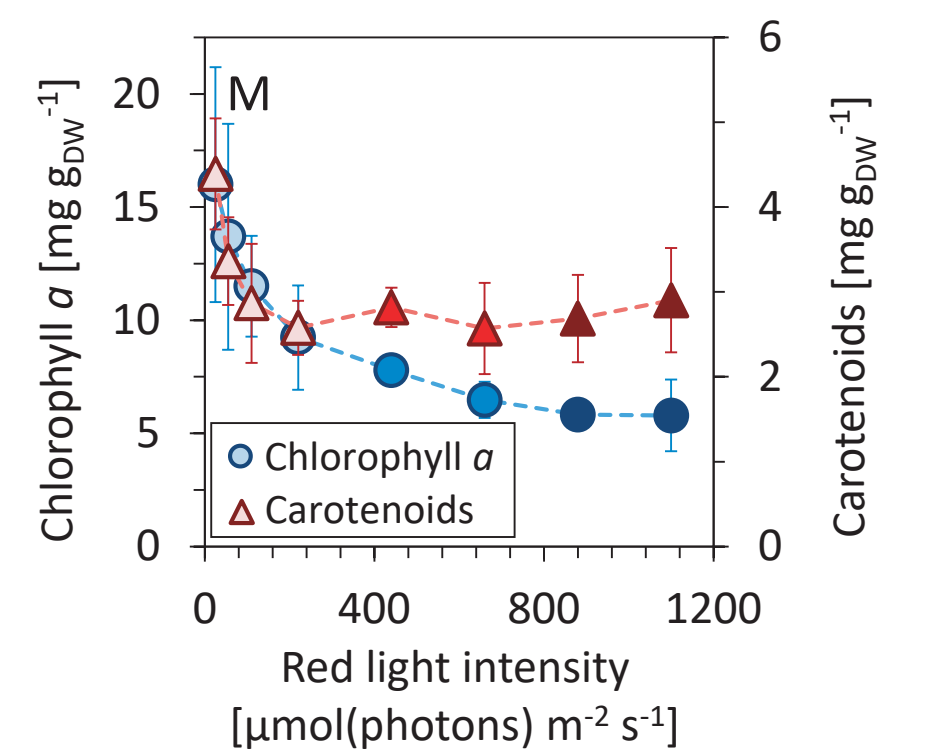 M
Chlorophyll a [mg gDW-1]
20
15
10
5
0
Carotenoids [mg gDW-1]
6
4
2
0
Chlorophyll a
Carotenoids
0 400 800 1200
Red light intensity
[μmol(photons) m-2 s-1]